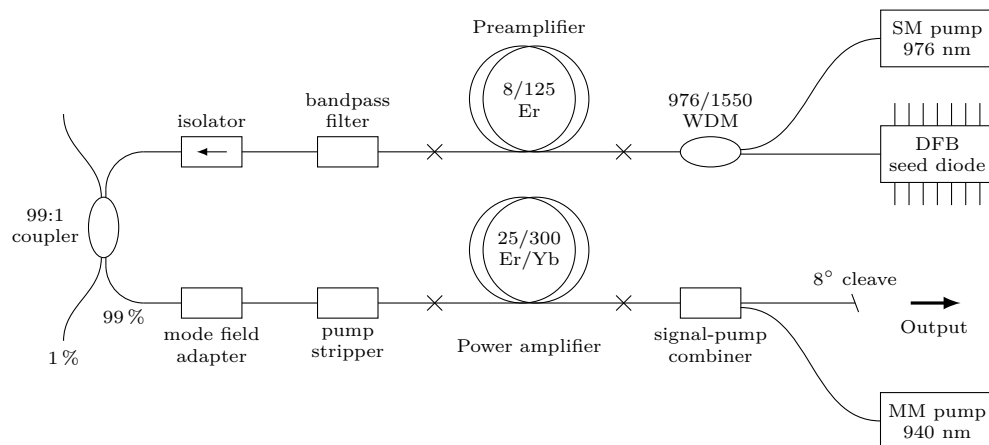 SM pump
976 nm
Preamplifier
8/125
Er
976/1550
WDM
bandpass
filter
isolator
DFB
seed diode
99:1
coupler
25/300
Er/Yb
8° cleave
99 %
mode field
adapter
pump
stripper
Power amplifier
signal-pump
combiner
Output
1 %
MM pump
940 nm